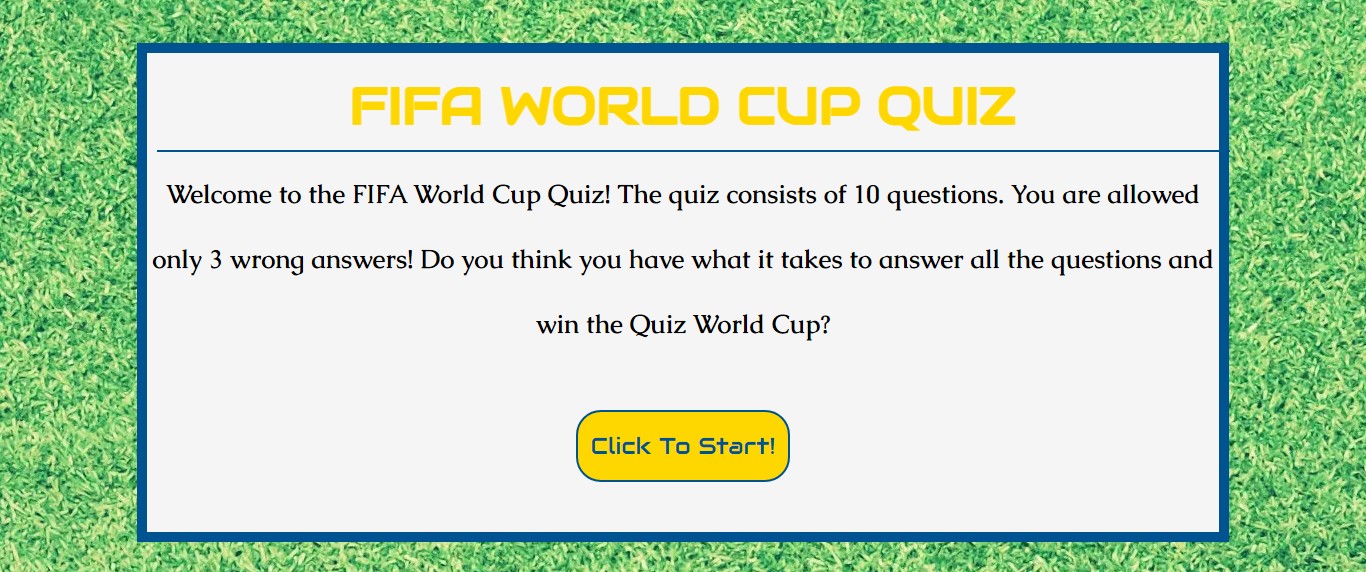 FIFA WORLD CUP QUIZ
Welcome to the FIFA World Cup Quiz! The quiz consists of 10 questions. You are allowed
only 3 wrong answers! Do you think you have what it takes to answer all the questions and
win the Quiz World Cup?
Click To Start!